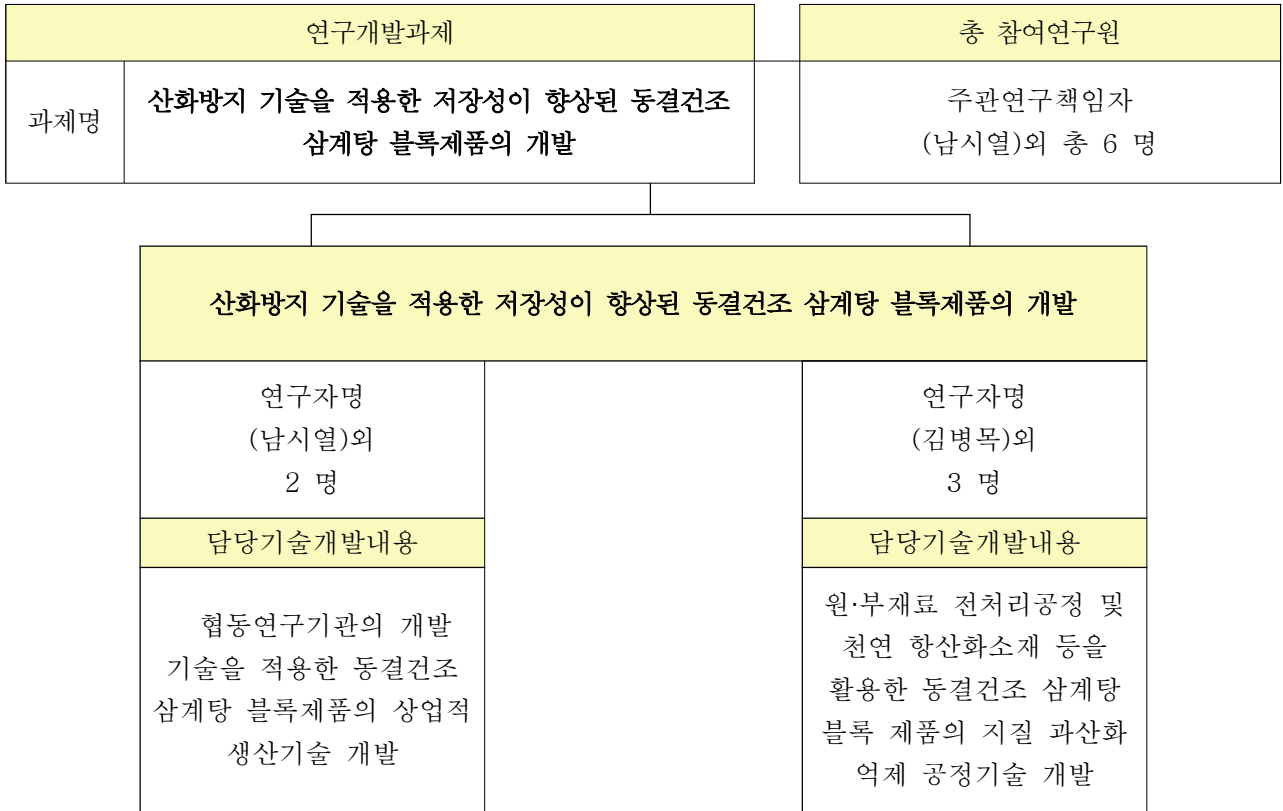 연구개발과제
총 참여연구원
과제명
산화방지 기술을 적용한 저장성이 향상된 동결건조
삼계탕 블록제품의 개발
주관연구책임자
(남시열)외 총 6 명
산화방지 기술을 적용한 저장성이 향상된 동결건조 삼계탕 블록제품의 개발
연구자명
(남시열)외
2 명
담당기술개발내용
협동연구기관의 개발
기술을 적용한 동결건조
삼계탕 블록제품의 상업적
생산기술 개발
연구자명
(김병목)외
3 명
담당기술개발내용
원·부재료 전처리공정 및
천연 항산화소재 등을
활용한 동결건조 삼계탕
블록 제품의 지질 과산화
억제 공정기술 개발